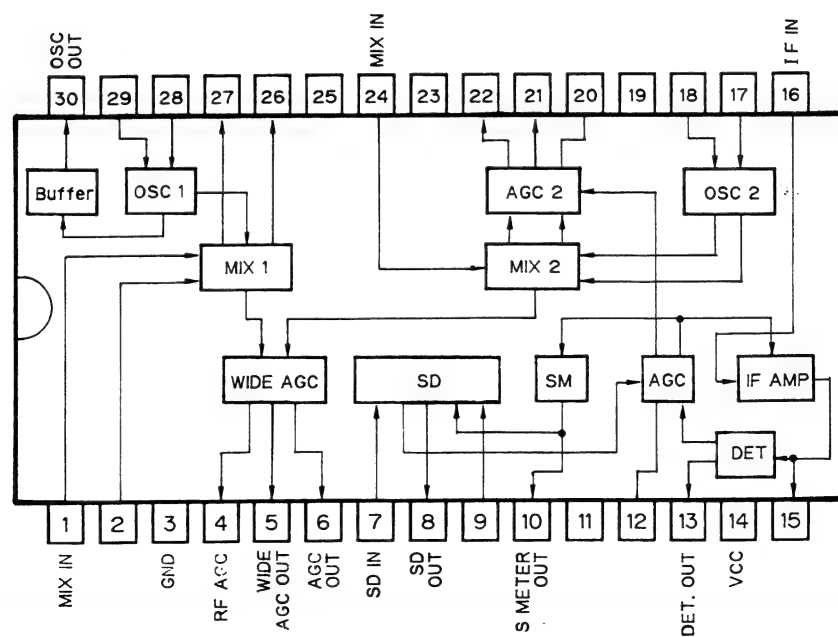 OSC
OUT
MIX IN
IF IN
30
29
28
27
26
25
24
23
22
21
20
19
18
17
16
Buffer
OSC 1
AGC 2
OSC 2
MIX 1
MIX 2
WIDE AGC
SD
SM
AGC
IF AMP
DET
1
2
3
4
5
6
7
8
9
10
11
12
13
14
15
MIX IN
GND
RF AGC
WIDE
AGC OUT
AGC
OUT
SD IN
SD
OUT
S METER
OUT
DET. OUT
VCC